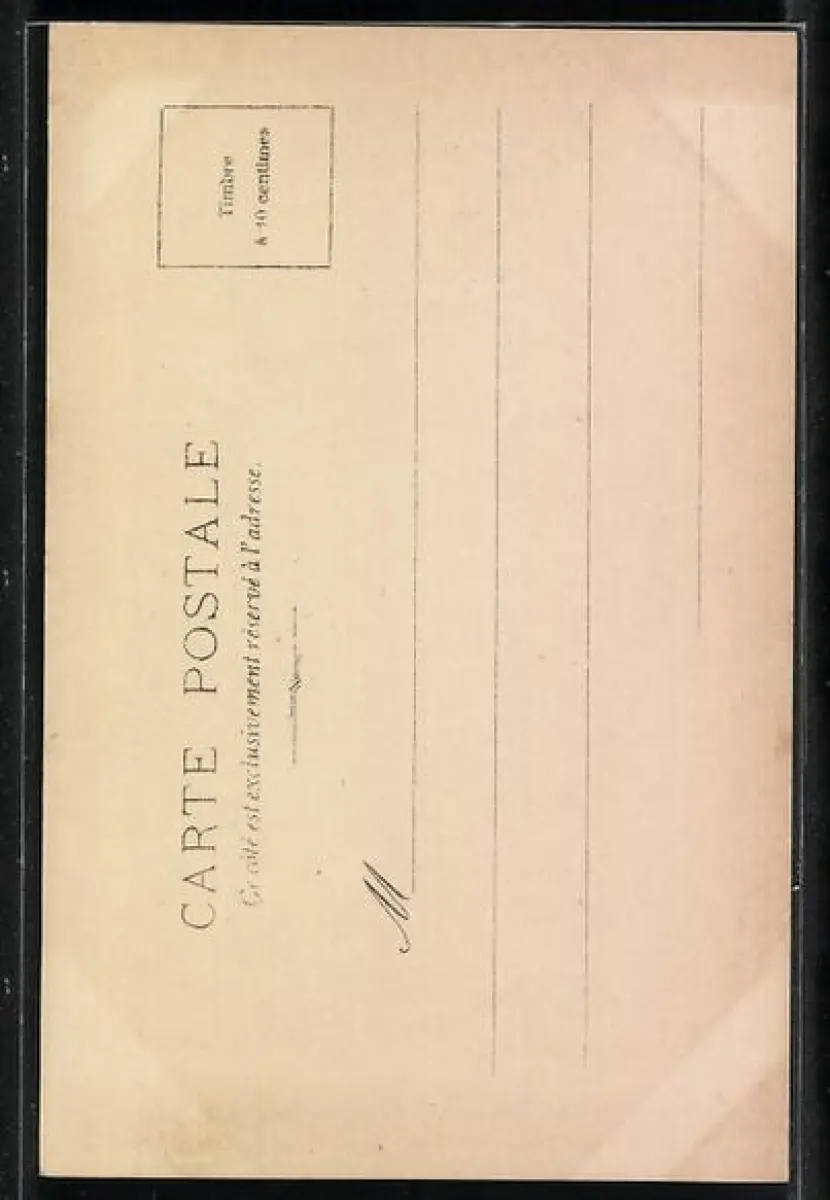 Timbre
à 10 centimes
CARTE POSTALE
Ce côté est exclusivement réservé à l'adresse.
M